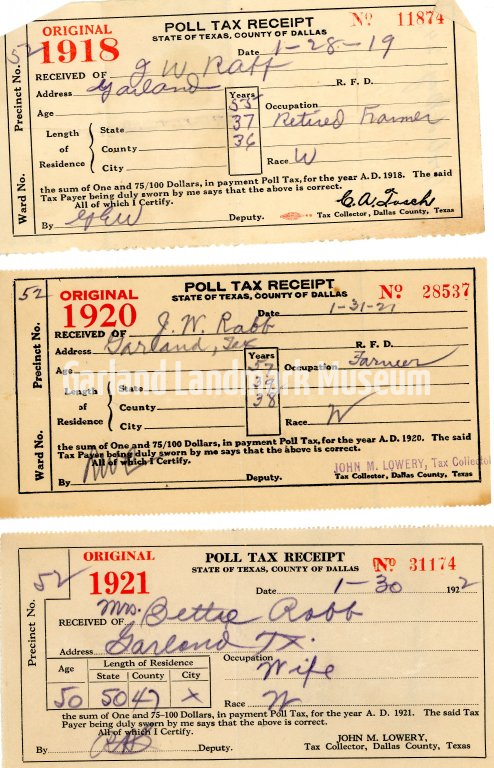 ORIGINAL
1918
POLL TAX RECEIPT
STATE OF TEXAS, COUNTY OF DALLAS
No 11874
52
Precinct No.
Ward No.
Date 1-28-19
RECEIVED OF J W Rabb
Address Garland R. F. D.
Age Years 55 Occupation
Length of Residence
State 37 Retired Farmer
County 36
City Race W
the sum of One and 75/100 Dollars, in payment Poll Tax, for the year A. D. 1918. The said
Tax Payer being duly sworn by me says that the above is correct.
All of which I Certify.
By Deputy. Tax Collector, Dallas County, Texas
52
ORIGINAL
1920
POLL TAX RECEIPT
STATE OF TEXAS, COUNTY OF DALLAS
No. 28537
Precinct No.
Ward No.
Date 1-31-21
RECEIVED OF J. W. Rabb
Address Garland, Tex R. F. D.
Age Years 57 Occupation Farmer
Garland Landmark Museum
Length of Residence
State
County 38
City Race W
the sum of One and 75/100 Dollars, in payment Poll Tax, for the year A. D. 1920. The said
Tax Payer being duly sworn by me says that the above is correct.
All of which I Certify.
JOHN M. LOWERY, Tax Collector
By Deputy. Tax Collector, Dallas County, Texas
52
ORIGINAL
1921
POLL TAX RECEIPT
STATE OF TEXAS, COUNTY OF DALLAS
No 31174
Precinct No.
Date 1-30 1922
RECEIVED OF Mrs. Bettie Rabb
Address Garland TX.
Age Length of Residence Occupation
State County City Wife
50 50 47 X Race W
the sum of One and 75-100 Dollars, in payment Poll Tax, for the year A. D. 1921. The said Tax
Payer being duly sworn by me says that the above is correct.
All of which I Certify.
JOHN M. LOWERY,
By Deputy. Tax Collector, Dallas County, Texas